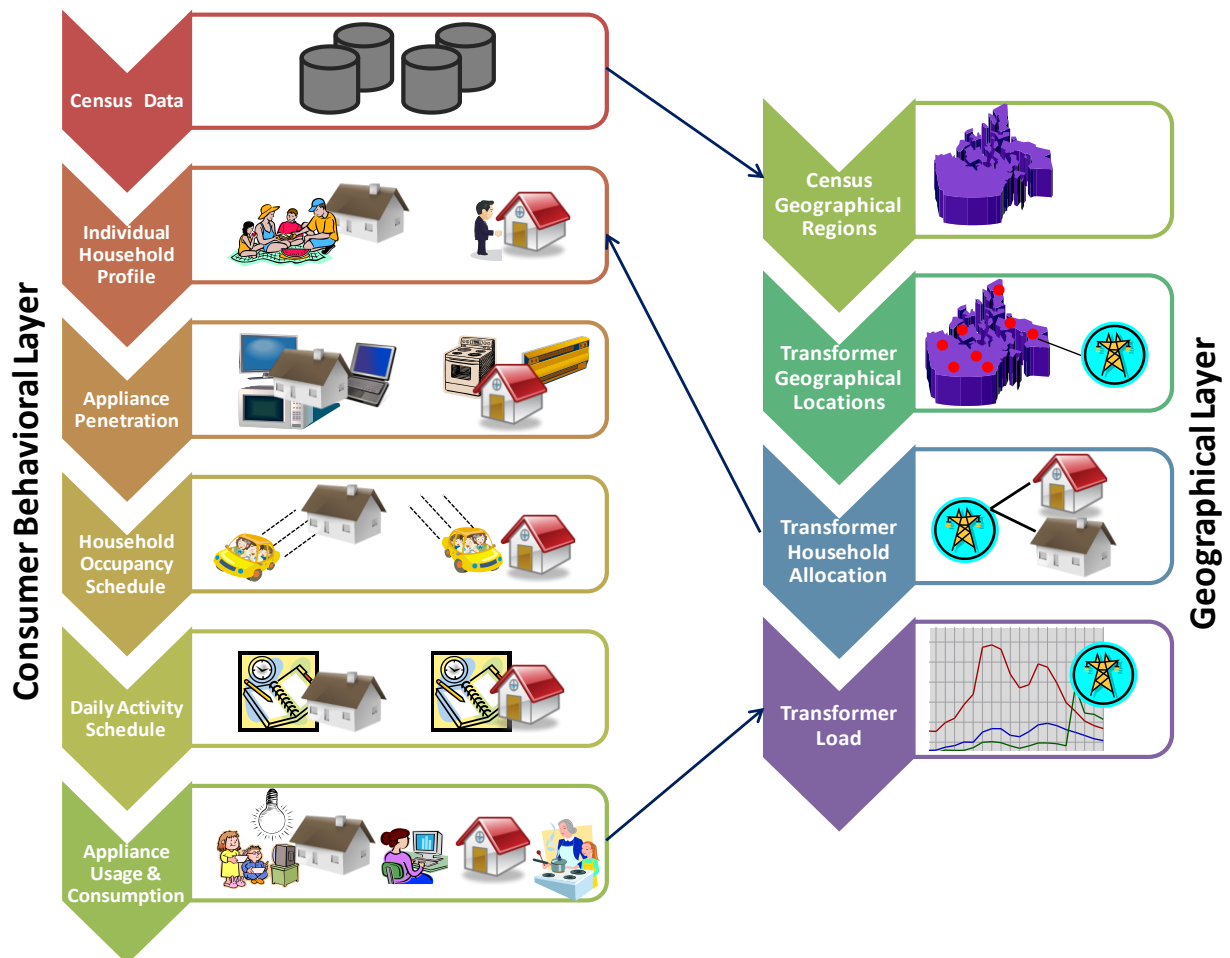 Consumer Behavioral Layer
Census Data
Individual
Household
Profile
Appliance
Penetration
Household
Occupancy
Schedule
Daily Activity
Schedule
Appliance
Usage &
Consumption
Census
Geographical
Regions
Transformer
Geographical
Locations
Transformer
Household
Allocation
Transformer
Load
Geographical Layer